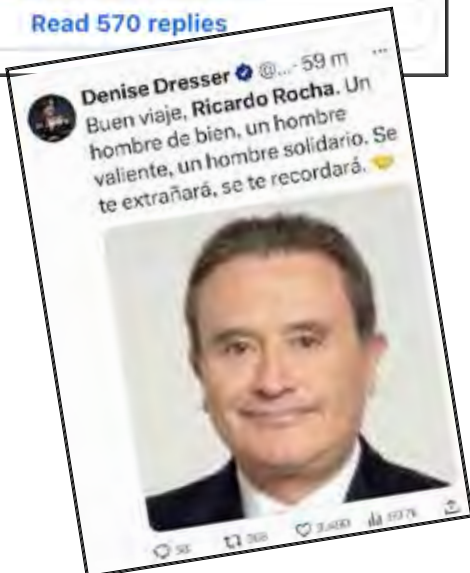 Read 570 replies
Denise Dresser @... · 59 m ...
Buen viaje, Ricardo Rocha. Un
hombre de bien, un hombre
valiente, un hombre solidario. Se
te extrañará, se te recordará.